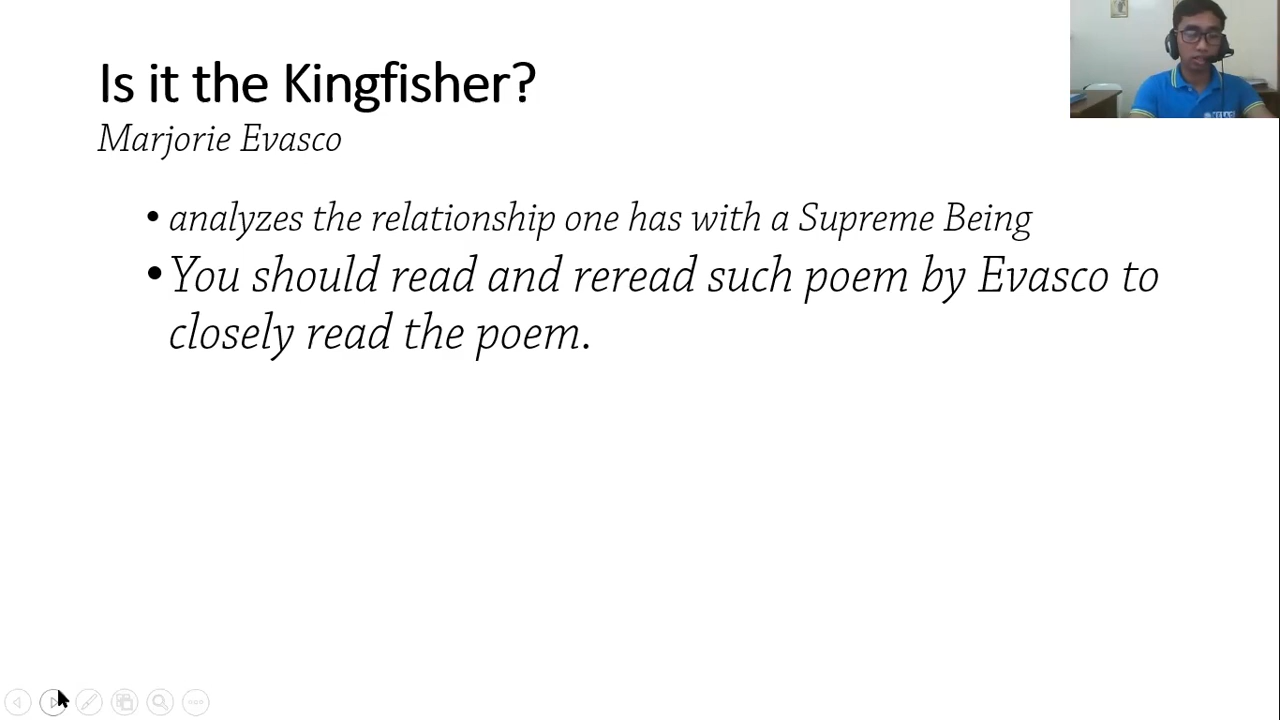 Is it the Kingfisher?
Marjorie Evasco
• analyzes the relationship one has with a Supreme Being
• You should read and reread such poem by Evasco to
closely read the poem.